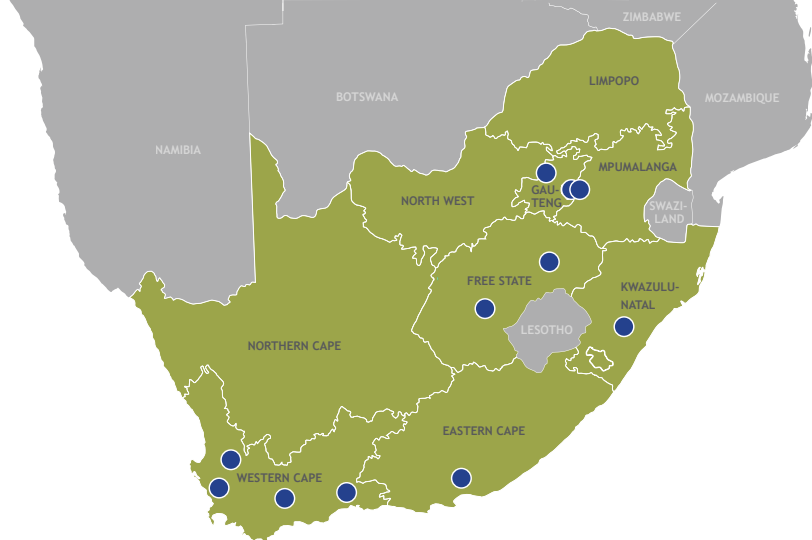 ZIMBABWE
LIMPOPO
BOTSWANA
MOZAMBIQUE
NAMIBIA
MPUMALANGA
NORTH WEST
GAU-
TENG
SWAZI-
LAND
FREE STATE
KWAZULU-
NATAL
LESOTHO
NORTHERN CAPE
EASTERN CAPE
WESTERN CAPE